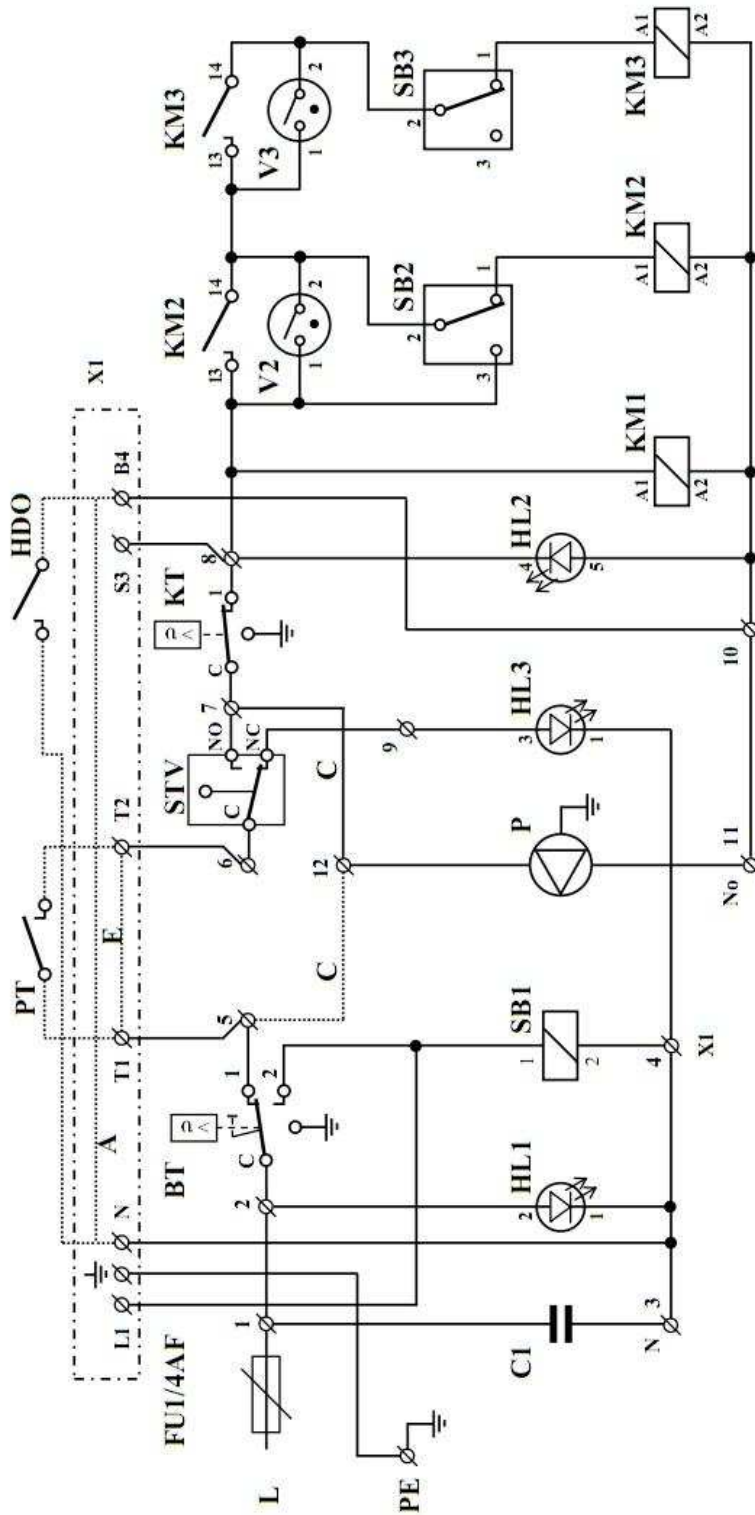 PT HDO
X1
A E
L1 N T1 T2 S3 B4
FU1/4AF BT STV KT KM2 KM3
U > U >
NO 13 14 13 14
1 2 C 1 5 6 C 7 C 1 8
2 NC
V2 V3
L 1 2 1 2
C C
12
PE 9 SB2 SB3
2 2
3 1 3 1
C1 HL1 SB1 P HL3 HL2 KM1 KM2 KM3
2 1 1 2 3 1 4 5 A1 A2 A1 A2 A1 A2
N 3 4
X1
No 11 10